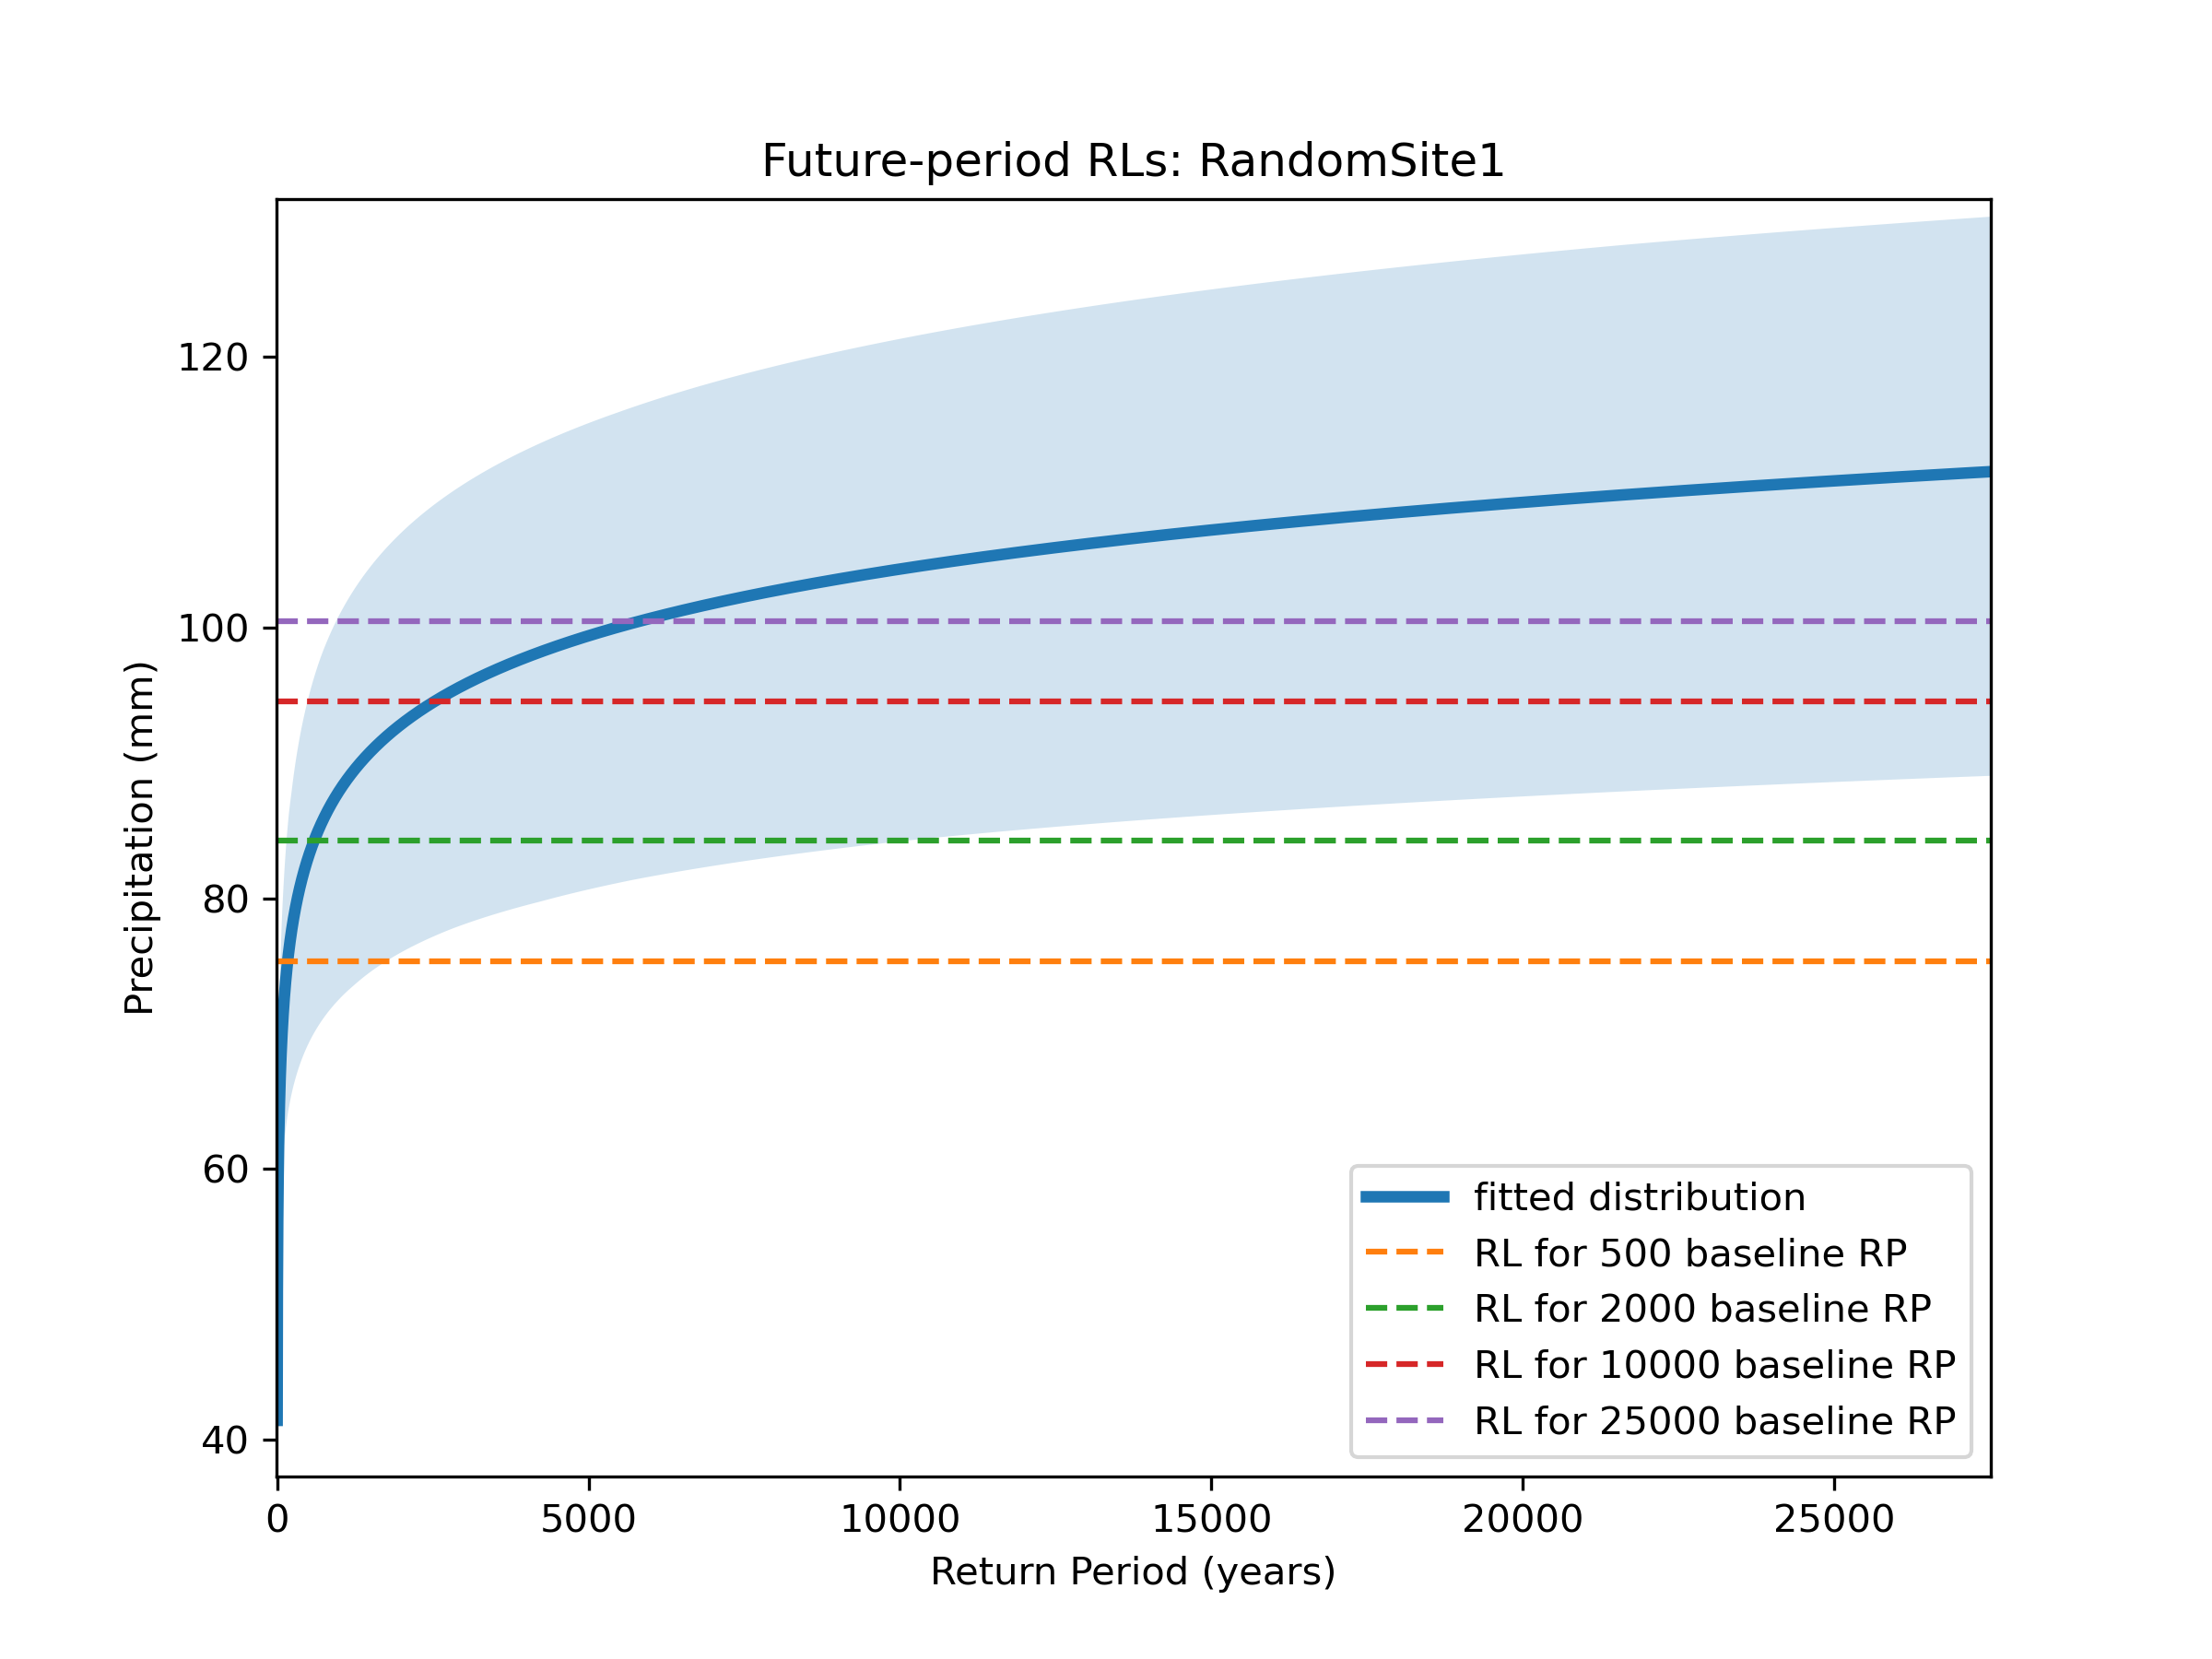 Future-period RLs: RandomSite1
Precipitation (mm)
120
100
80
60
40
0 5000 10000 15000 20000 25000
Return Period (years)
fitted distribution
RL for 500 baseline RP
RL for 2000 baseline RP
RL for 10000 baseline RP
RL for 25000 baseline RP